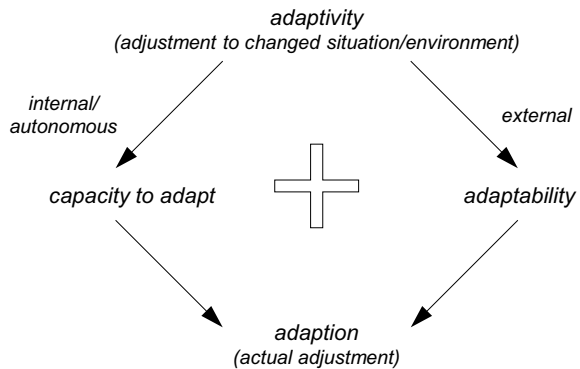 adaptivity
(adjustment to changed situation/environment)
internal/
autonomous
external
capacity to adapt
adaptability
adaption
(actual adjustment)